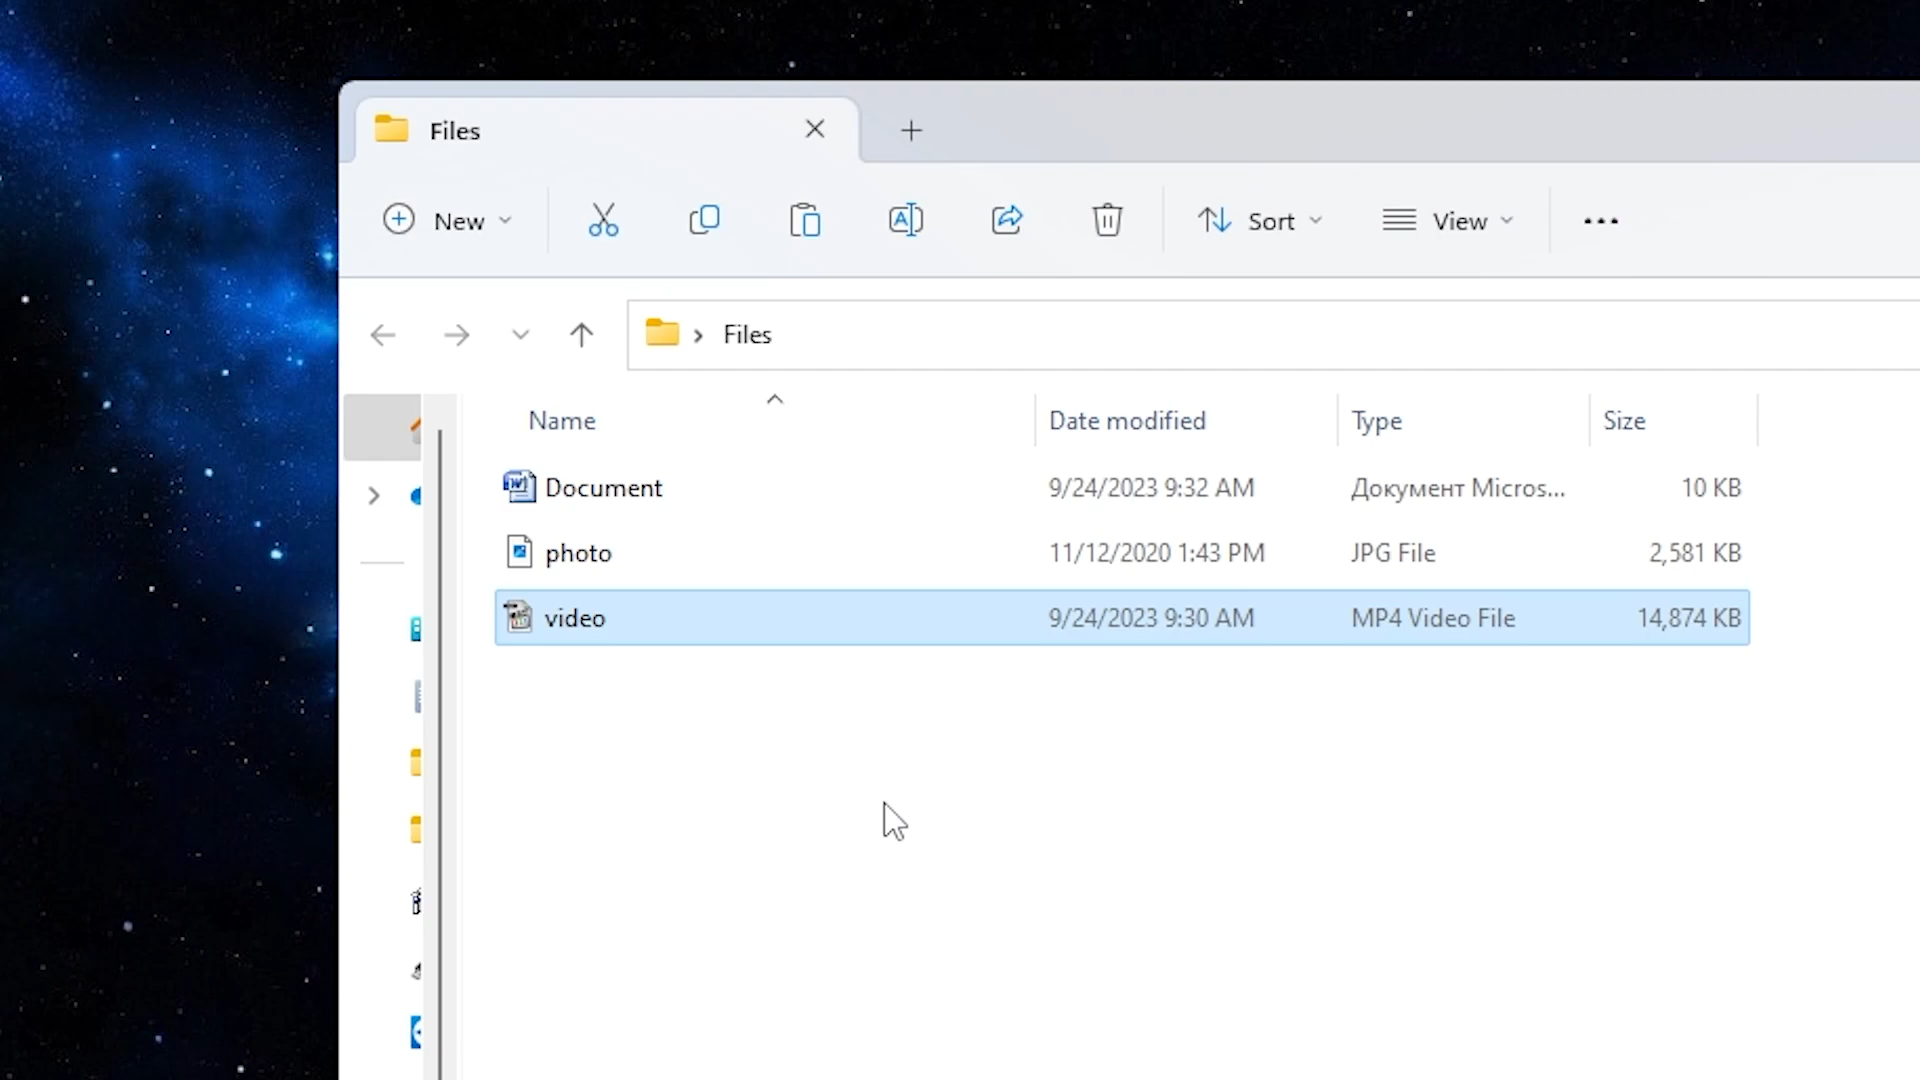 Files
New Sort View
Files
Name Date modified Type Size
Document 9/24/2023 9:32 AM Документ Micros... 10 KB
photo 11/12/2020 1:43 PM JPG File 2,581 KB
video 9/24/2023 9:30 AM MP4 Video File 14,874 KB